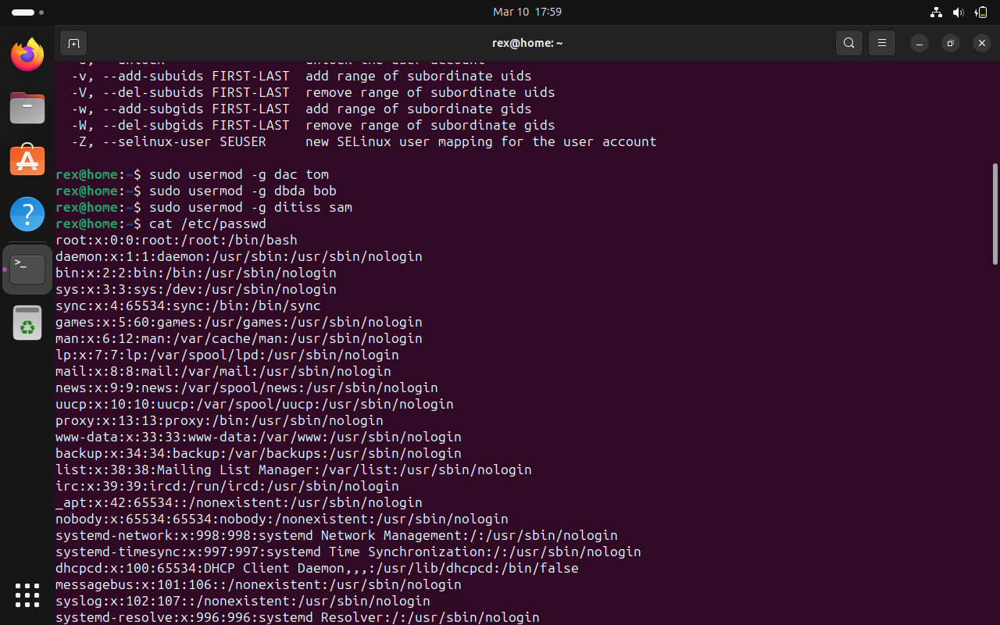 Mar 10 17:59
rex@home: ~
-v, --add-subuids FIRST-LAST  add range of subordinate uids
-V, --del-subuids FIRST-LAST  remove range of subordinate uids
-w, --add-subgids FIRST-LAST  add range of subordinate gids
-W, --del-subgids FIRST-LAST  remove range of subordinate gids
-Z, --selinux-user SEUSER     new SELinux user mapping for the user account
rex@home:~$ sudo usermod -g dac tom
rex@home:~$ sudo usermod -g dbda bob
rex@home:~$ sudo usermod -g ditiss sam
rex@home:~$ cat /etc/passwd
root:x:0:0:root:/root:/bin/bash
daemon:x:1:1:daemon:/usr/sbin:/usr/sbin/nologin
bin:x:2:2:bin:/bin:/usr/sbin/nologin
sys:x:3:3:sys:/dev:/usr/sbin/nologin
sync:x:4:65534:sync:/bin:/bin/sync
games:x:5:60:games:/usr/games:/usr/sbin/nologin
man:x:6:12:man:/var/cache/man:/usr/sbin/nologin
lp:x:7:7:lp:/var/spool/lpd:/usr/sbin/nologin
mail:x:8:8:mail:/var/mail:/usr/sbin/nologin
news:x:9:9:news:/var/spool/news:/usr/sbin/nologin
uucp:x:10:10:uucp:/var/spool/uucp:/usr/sbin/nologin
proxy:x:13:13:proxy:/bin:/usr/sbin/nologin
www-data:x:33:33:www-data:/var/www:/usr/sbin/nologin
backup:x:34:34:backup:/var/backups:/usr/sbin/nologin
list:x:38:38:Mailing List Manager:/var/list:/usr/sbin/nologin
irc:x:39:39:ircd:/run/ircd:/usr/sbin/nologin
_apt:x:42:65534::/nonexistent:/usr/sbin/nologin
nobody:x:65534:65534:nobody:/nonexistent:/usr/sbin/nologin
systemd-network:x:998:998:systemd Network Management:/:/usr/sbin/nologin
systemd-timesync:x:997:997:systemd Time Synchronization:/:/usr/sbin/nologin
dhcpcd:x:100:65534:DHCP Client Daemon,,,:/usr/lib/dhcpcd:/bin/false
messagebus:x:101:106::/nonexistent:/usr/sbin/nologin
syslog:x:102:107::/nonexistent:/usr/sbin/nologin
systemd-resolve:x:996:996:systemd Resolver:/:/usr/sbin/nologin